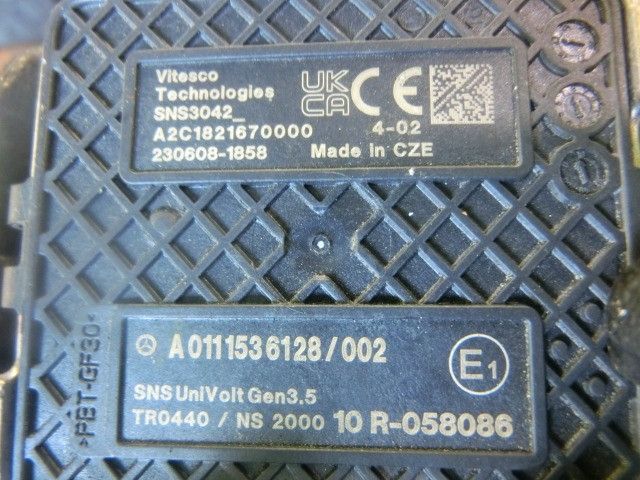 Vitesco
Technologies
SNS3042_
A2C1821670000
230608-1858
UK
CA
CE
4-02
Made in CZE
>PBT-GF30<
A0111536128/002
SNS UniVolt Gen3.5
TR0440 / NS 2000 10 R-058086
E1